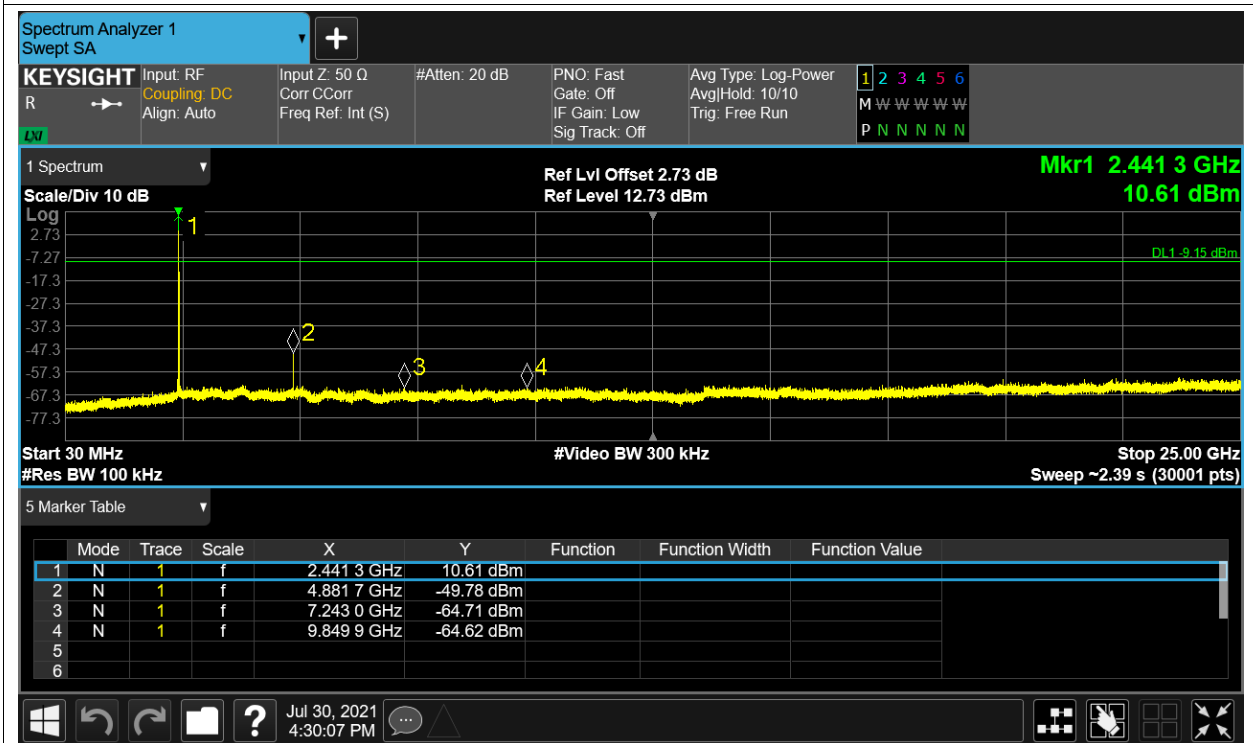 Spectrum Analyzer 1
Swept SA
KEYSIGHT Input: RF Input Z: 50 Ω #Atten: 20 dB PNO: Fast Avg Type: Log-Power 1 2 3 4 5 6
R Coupling: DC Corr CCorr Gate: Off Avg|Hold: 10/10 M W W W W W
Align: Auto Freq Ref: Int (S) IF Gain: Low Trig: Free Run
LXI Sig Track: Off P N N N N N
1 Spectrum Ref Lvl Offset 2.73 dB Mkr1 2.441 3 GHz
Scale/Div 10 dB Ref Level 12.73 dBm 10.61 dBm
Log
1
2.73
-7.27 DL1 -9.15 dBm
-17.3
-27.3
-37.3
2
-47.3
-57.3 3 4
-67.3
-77.3
Start 30 MHz #Video BW 300 kHz Stop 25.00 GHz
#Res BW 100 kHz Sweep ~2.39 s (30001 pts)
5 Marker Table
Mode Trace Scale X Y Function Function Width Function Value
1 N 1 f 2.441 3 GHz 10.61 dBm
2 N 1 f 4.881 7 GHz -49.78 dBm
3 N 1 f 7.243 0 GHz -64.71 dBm
4 N 1 f 9.849 9 GHz -64.62 dBm
5
6
? Jul 30, 2021
4:30:07 PM